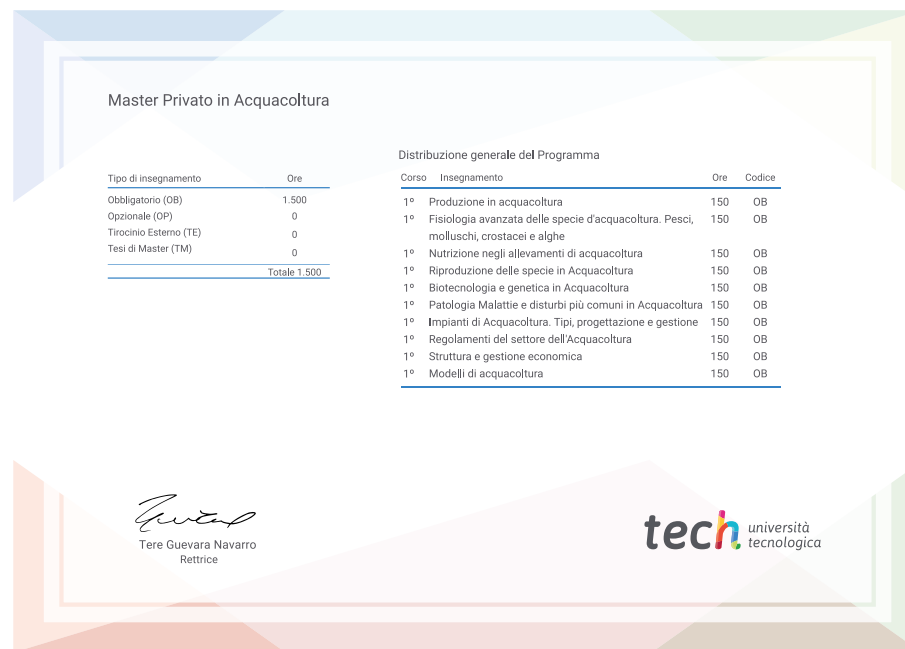 Master Privato in Acquacoltura
Tipo di insegnamento Ore
Obbligatorio (OB) 1.500
Opzionale (OP) 0
Tirocinio Esterno (TE) 0
Tesi di Master (TM) 0
Totale 1.500
Distribuzione generale del Programma
Corso Insegnamento Ore Codice
1º Produzione in acquacoltura 150 OB
1º Fisiologia avanzata delle specie d'acquacoltura. Pesci, 150 OB
molluschi, crostacei e alghe
1º Nutrizione negli allevamenti di acquacoltura 150 OB
1º Riproduzione delle specie in Acquacoltura 150 OB
1º Biotecnologia e genetica in Acquacoltura 150 OB
1º Patologia Malattie e disturbi più comuni in Acquacoltura 150 OB
1º Impianti di Acquacoltura. Tipi, progettazione e gestione 150 OB
1º Regolamenti del settore dell'Acquacoltura 150 OB
1º Struttura e gestione economica 150 OB
1º Modelli di acquacoltura 150 OB
Tere Guevara Navarro
Rettrice
tech università
tecnologica